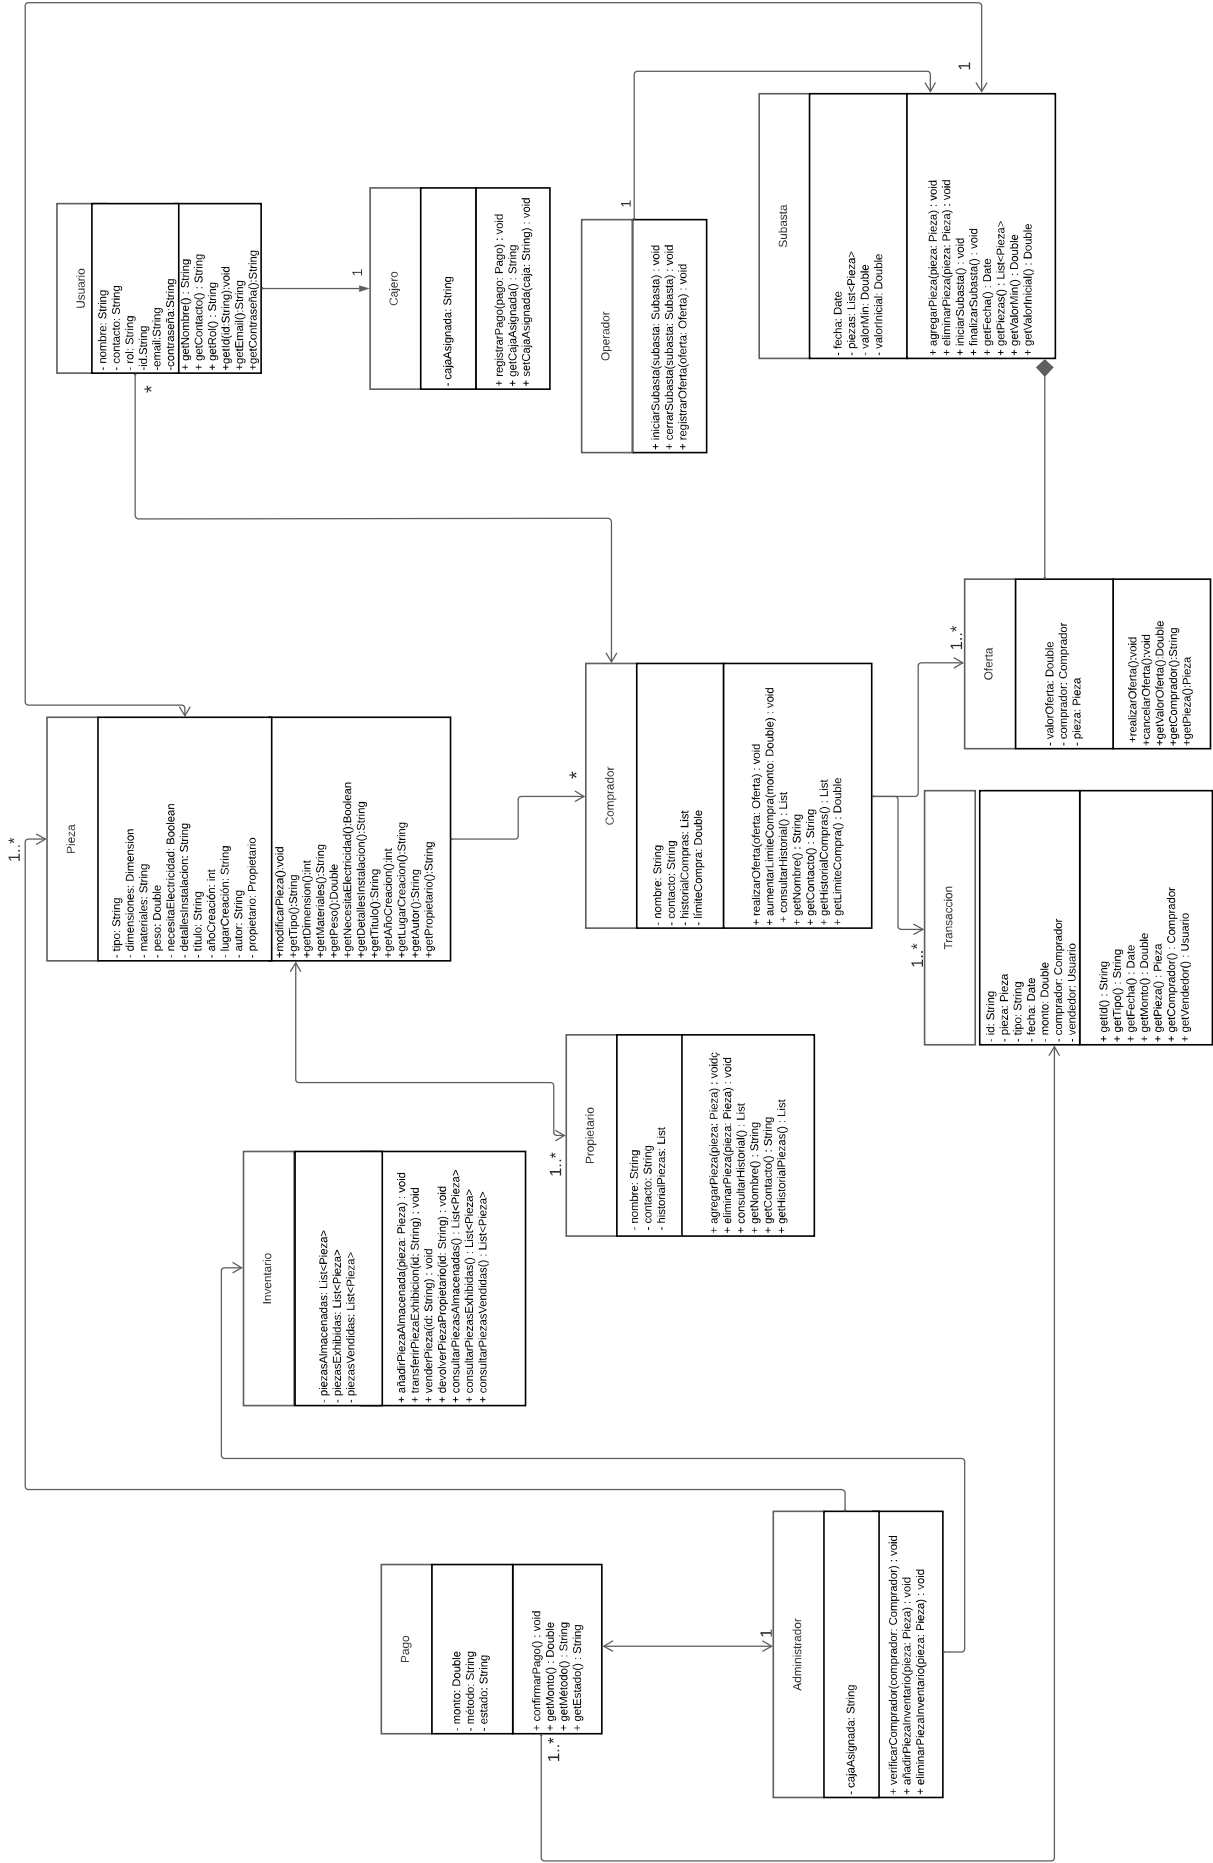 Usuario
- nombre: String
- contacto: String
- rol: String
-id.String
-email:String
-contraseña:String
+ getNombre() : String
+ getContacto() : String
+ getRol() : String
+getId(id:String):void
+getEmail():String
+getContraseña():String
*
1
Cajero
- cajaAsignada: String
+ registrarPago(pago: Pago) : void
+ getCajaAsignada() : String
+ setCajaAsignada(caja: String) : void
Operador
+ iniciarSubasta(subasta: Subasta) : void
+ cerrarSubasta(subasta: Subasta) : void
+ registrarOferta(oferta: Oferta) : void
1
1
Subasta
- fecha: Date
- piezas: List<Pieza>
- valorMin: Double
- valorInicial: Double
+ agregarPieza(pieza: Pieza) : void
+ eliminarPieza(pieza: Pieza) : void
+ iniciarSubasta() : void
+ finalizarSubasta() : void
+ getFecha() : Date
+ getPiezas() : List<Pieza>
+ getValorMin() : Double
+ getValorInicial() : Double
1..*
Pieza
- tipo: String
- dimensiones: Dimension
- materiales: String
- peso: Double
- necesitaElectricidad: Boolean
- detallesInstalacion: String
- título: String
- añoCreación: int
- lugarCreación: String
- autor: String
- propietario: Propietario
+modificarPieza():void
+getTipo():String
+getDimension():int
+getMateriales():String
+getPeso():Double
+getNecesitaElectricidad():Boolean
+getDetallesInstalacion():String
+getTitulo():String
+getAñoCreacion():int
+getLugarCreacion():String
+getAutor():String
+getPropietario():String
*
Comprador
- nombre: String
- contacto: String
- historialCompras: List
- límiteCompra: Double
+ realizarOferta(oferta: Oferta) : void
+ aumentarLimiteCompra(monto: Double) : void
+ consultarHistorial() : List
+ getNombre() : String
+ getContacto() : String
+ getHistorialCompras() : List
+ getLimiteCompra() : Double
1..*
Oferta
- valorOferta: Double
- comprador: Comprador
- pieza: Pieza
+realizarOferta():void
+cancelarOferta():void
+getValorOferta():Double
+getComprador():String
+getPieza():Pieza
1..*
Transaccion
- id: String
- pieza: Pieza
- tipo: String
- fecha: Date
- monto: Double
- comprador: Comprador
- vendedor: Usuario
+ getId() : String
+ getTipo() : String
+ getFecha() : Date
+ getMonto() : Double
+ getPieza() : Pieza
+ getComprador() : Comprador
+ getVendedor() : Usuario
Inventario
- piezasAlmacenadas: List<Pieza>
- piezasExhibidas: List<Pieza>
- piezasVendidas: List<Pieza>
+ añadirPiezaAlmacenada(pieza: Pieza) : void
+ transferirPiezaExhibicion(id: String) : void
+ venderPieza(id: String) : void
+ devolverPiezaPropietario(id: String) : void
+ consultarPiezasAlmacenadas() : List<Pieza>
+ consultarPiezasExhibidas() : List<Pieza>
+ consultarPiezasVendidas() : List<Pieza>
1..*
Propietario
- nombre: String
- contacto: String
- historialPiezas: List
+ agregarPieza(pieza: Pieza) : voidç
+ eliminarPieza(pieza: Pieza) : void
+ consultarHistorial() : List
+ getNombre() : String
+ getContacto() : String
+ getHistorialPiezas() : List
Pago
- monto: Double
- método: String
- estado: String
+ confirmarPago() : void
+ getMonto() : Double
+ getMétodo() : String
+ getEstado() : String
1..*
1
Administrador
- cajaAsignada: String
+ verificarComprador(comprador: Comprador) : void
+ añadirPiezaInventario(pieza: Pieza) : void
+ eliminarPiezaInventario(pieza: Pieza) : void